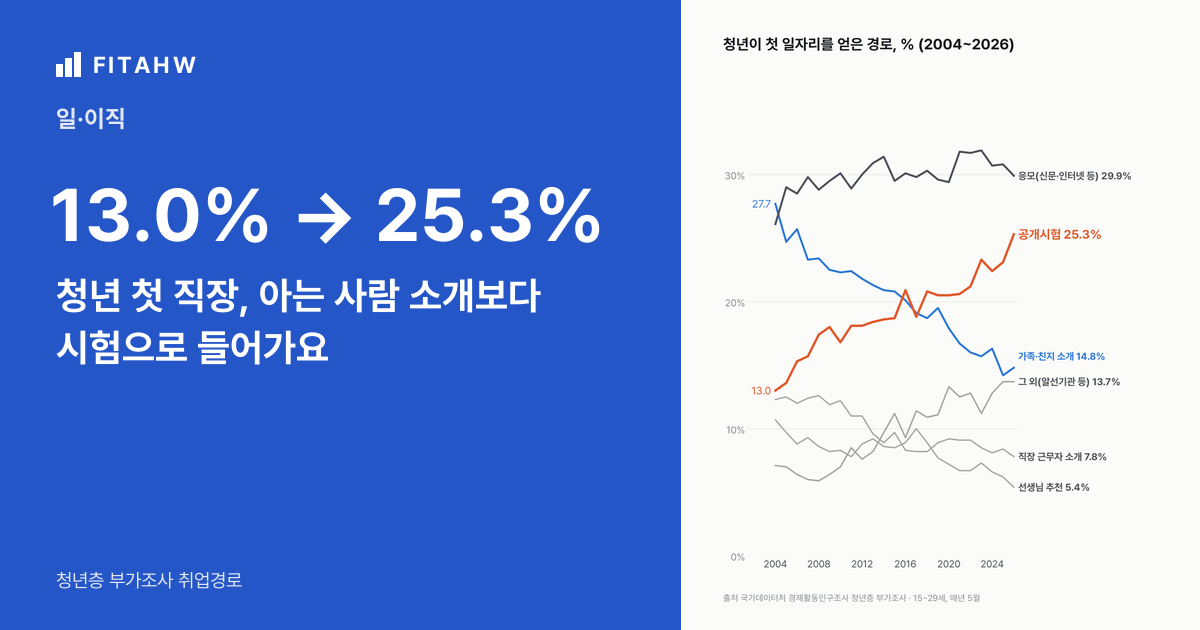 FITAHW
일·이직
13.0% → 25.3%
청년 첫 직장, 아는 사람 소개보다
시험으로 들어가요
청년층 부가조사 취업경로
청년이 첫 일자리를 얻은 경로, % (2004~2026)
30%
응모(신문·인터넷 등) 29.9%
27.7
공개시험 25.3%
20%
가족·친지 소개 14.8%
그 외(알선기관 등) 13.7%
13.0
10%
직장 근무자 소개 7.8%
선생님 추천 5.4%
0%
2004 2008 2012 2016 2020 2024
출처 국가데이터처 경제활동인구조사 청년층 부가조사 · 15~29세, 매년 5월